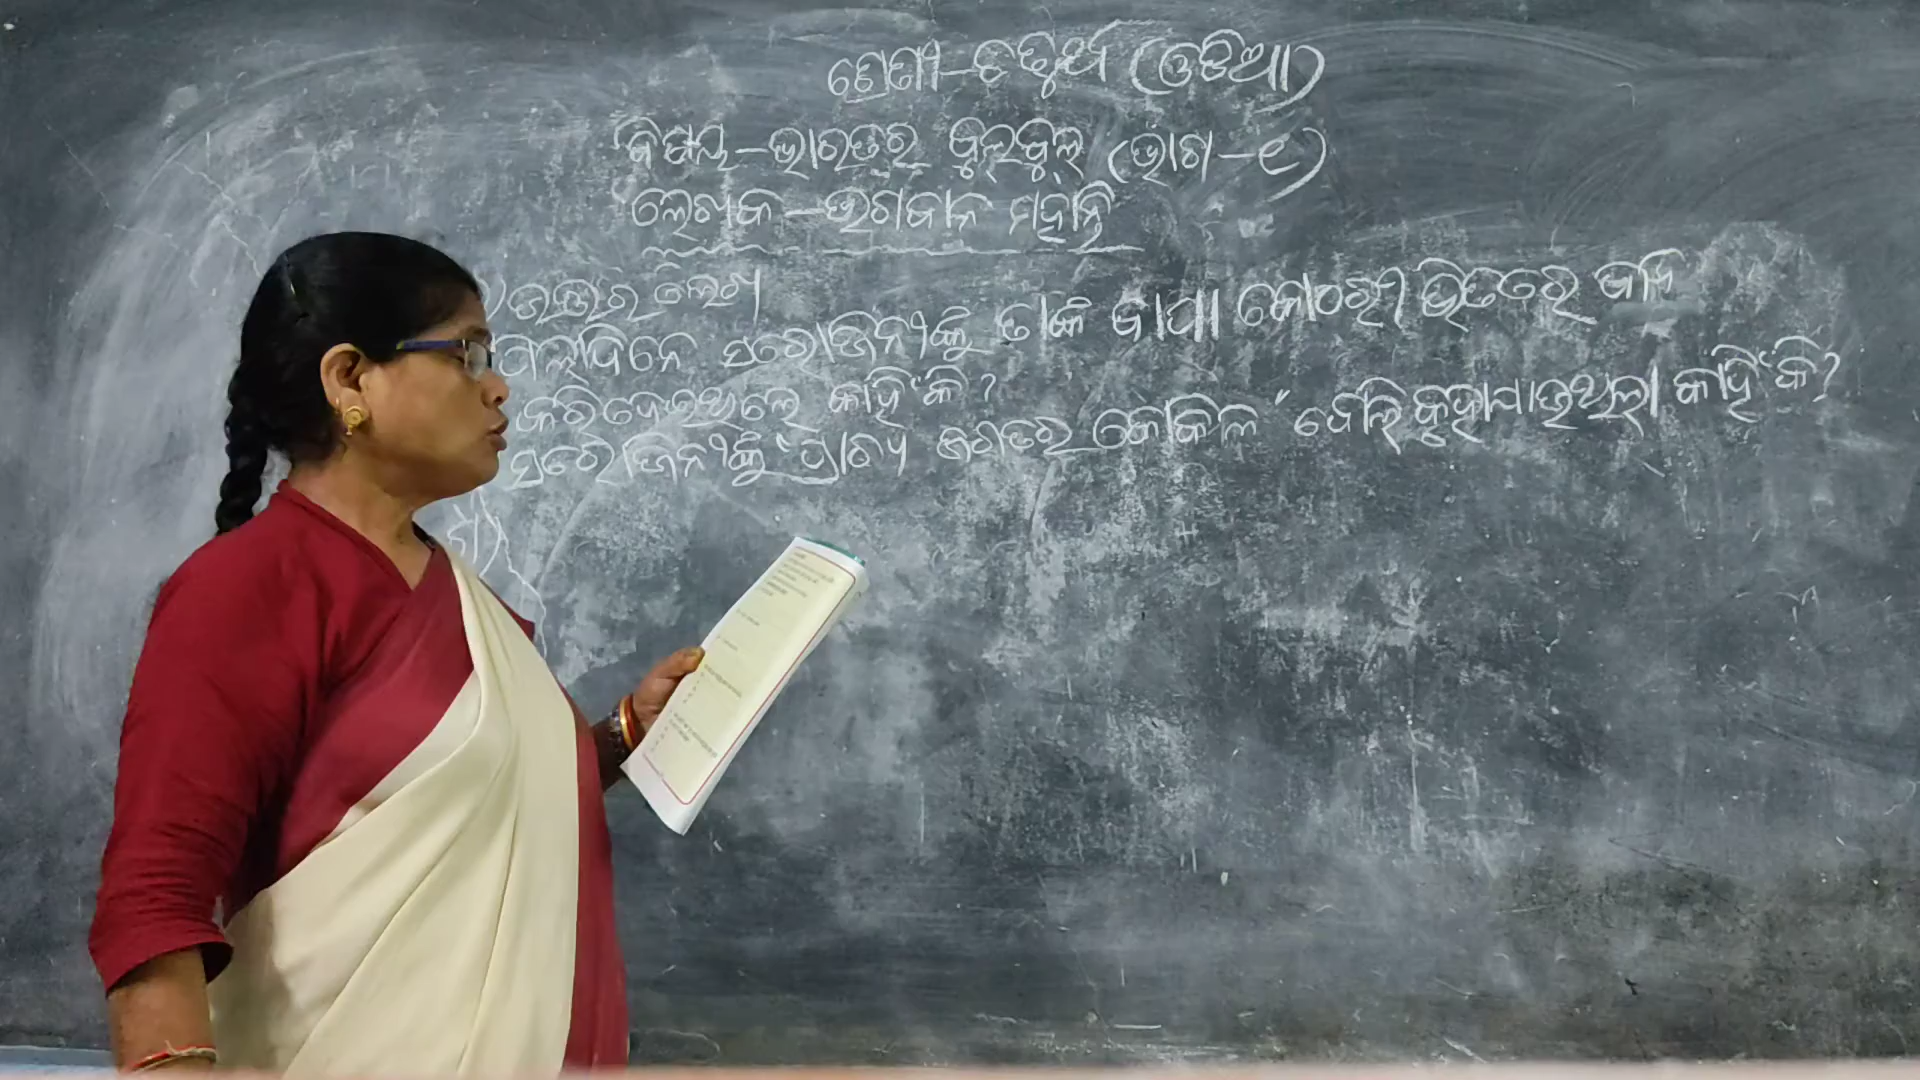 ଶ୍ରେଣୀ-ଚତୁର୍ଥ (ଓଡିଆ)
ବିଷୟ-ଭାରତର ବୁଲବୁଲ (ଭାଗ-୧)
ଲେଖକ-ଭଗବାନ ମହାନ୍ତି
ଉତ୍ତର ଲେଖ
ପିଲାଦିନେ ସରୋଜିନୀଙ୍କୁ ତାଙ୍କ ବାପା କୋଠରୀ ଭିତରେ ବନ୍ଦି
କରିଦେଇଥିଲେ କାହିଁକି ?
ସରୋଜିନୀଙ୍କୁ "ପ୍ରାଚ୍ୟ ଜଗତର କୋକିଳ" ବୋଲି କୁହାଯାଉଥିଲା କାହିଁକି ?
ଗ)